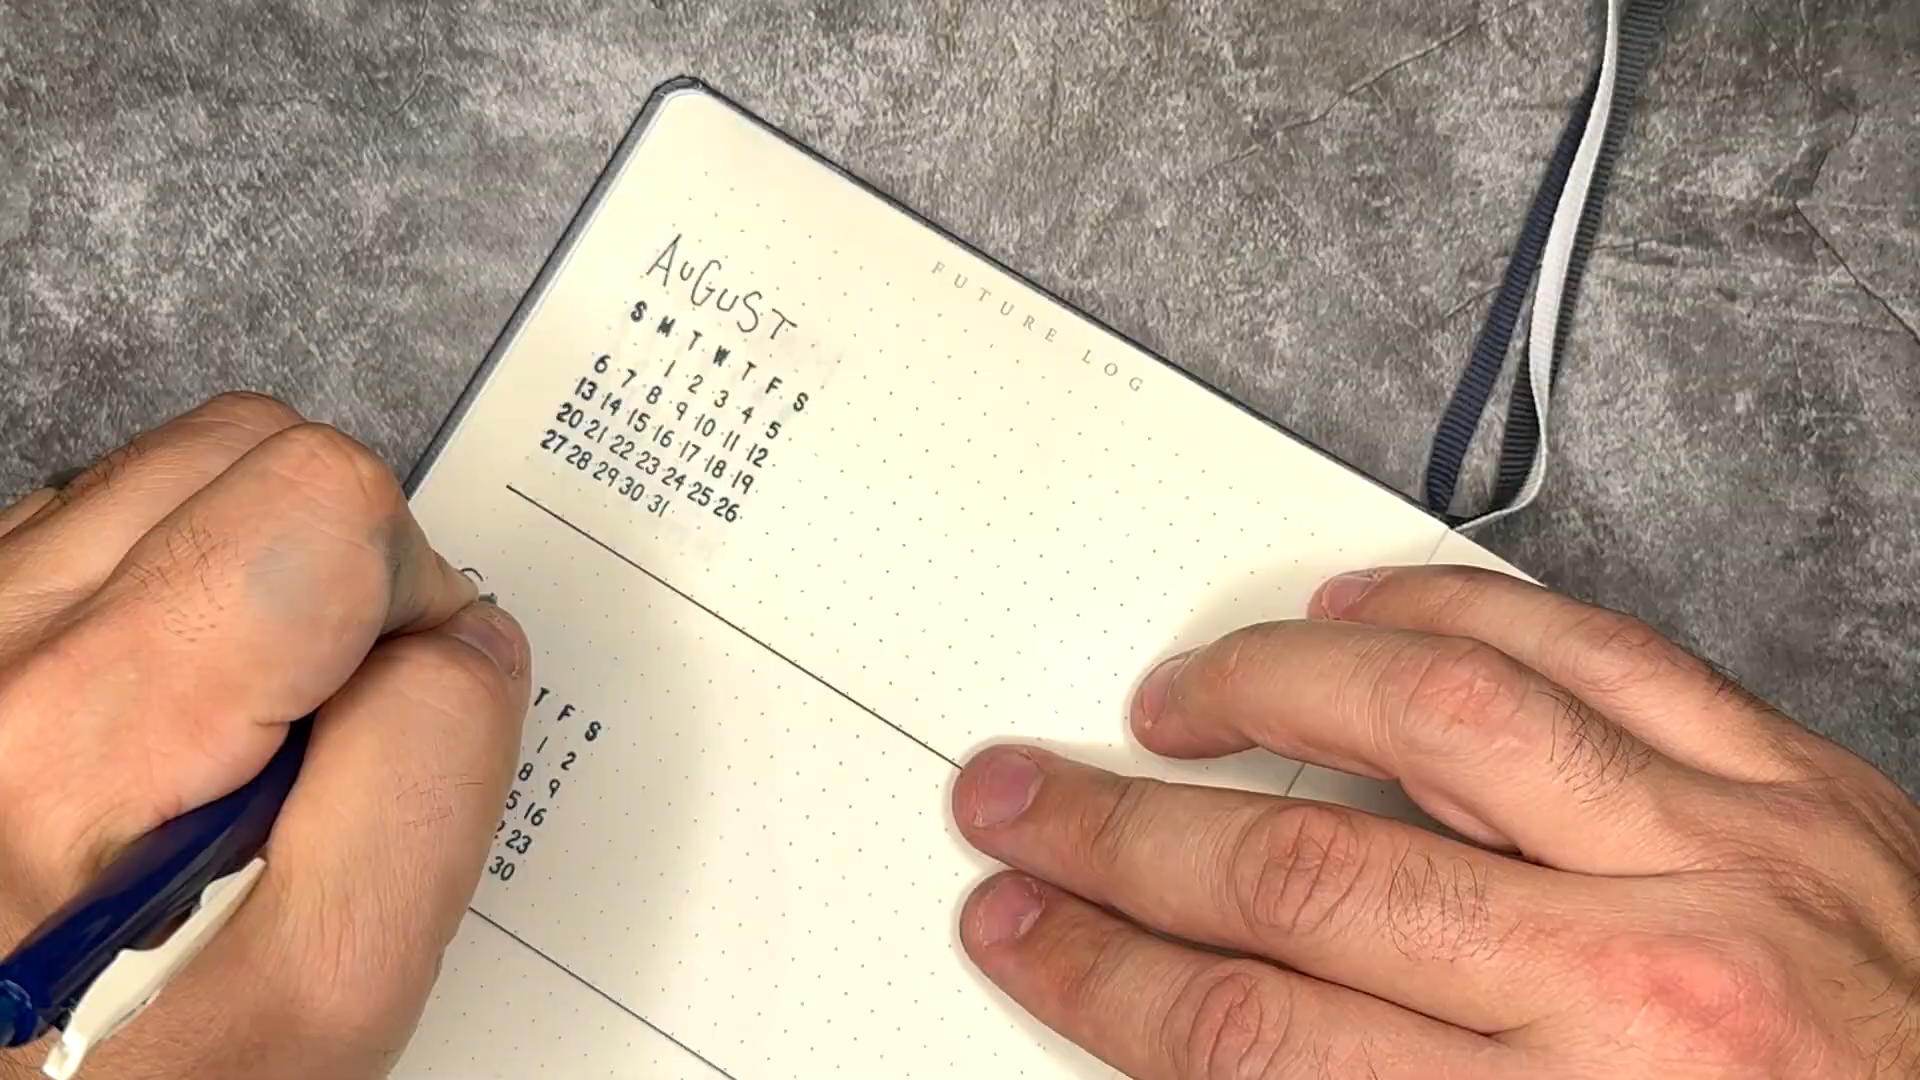 FUTURE LOG
AUGUST
S M T W T F S
1 2 3 4 5
6 7 8 9 10 11 12
13 14 15 16 17 18 19
20 21 22 23 24 25 26
27 28 29 30 31
T F S
1 2
8 9
5 16
23
30